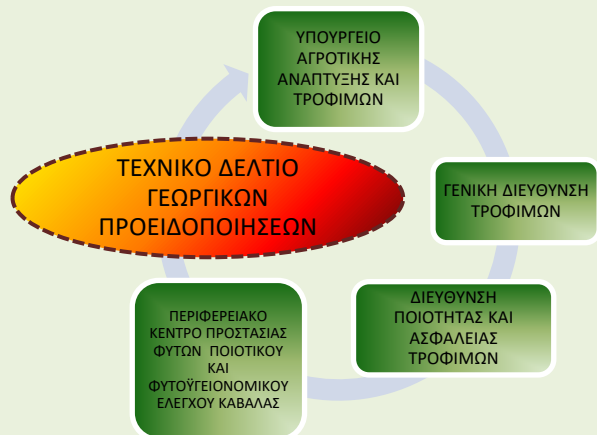 ΥΠΟΥΡΓΕΙΟ
ΑΓΡΟΤΙΚΗΣ
ΑΝΑΠΤΥΞΗΣ ΚΑΙ
ΤΡΟΦΙΜΩΝ
ΓΕΝΙΚΗ ΔΙΕΥΘΥΝΣΗ
ΤΡΟΦΙΜΩΝ
ΔΙΕΥΘΥΝΣΗ
ΠΟΙΟΤΗΤΑΣ ΚΑΙ
ΑΣΦΑΛΕΙΑΣ
ΤΡΟΦΙΜΩΝ
ΠΕΡΙΦΕΡΕΙΑΚΟ
ΚΕΝΤΡΟ ΠΡΟΣΤΑΣΙΑΣ
ΦΥΤΩΝ ΠΟΙΟΤΙΚΟΥ
ΚΑΙ
ΦΥΤΟΫΓΕΙΟΝΟΜΙΚΟΥ
ΕΛΕΓΧΟΥ ΚΑΒΑΛΑΣ
ΤΕΧΝΙΚΟ ΔΕΛΤΙΟ
ΓΕΩΡΓΙΚΩΝ
ΠΡΟΕΙΔΟΠΟΙΗΣΕΩΝ